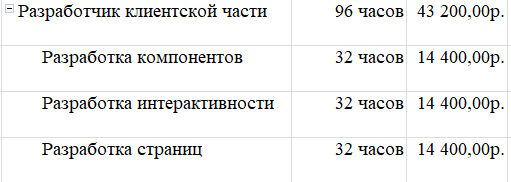 Разработчик клиентской части 96 часов 43 200,00р.
Разработка компонентов 32 часов 14 400,00р.
Разработка интерактивности 32 часов 14 400,00р.
Разработка страниц 32 часов 14 400,00р.